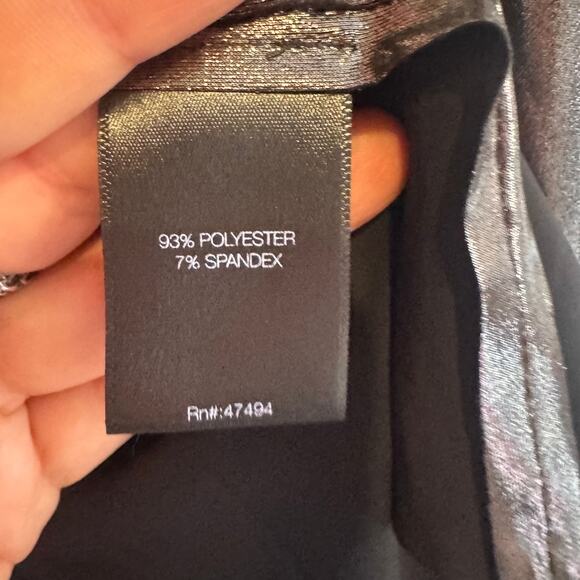 93% POLYESTER
7% SPANDEX
Rn#:47494